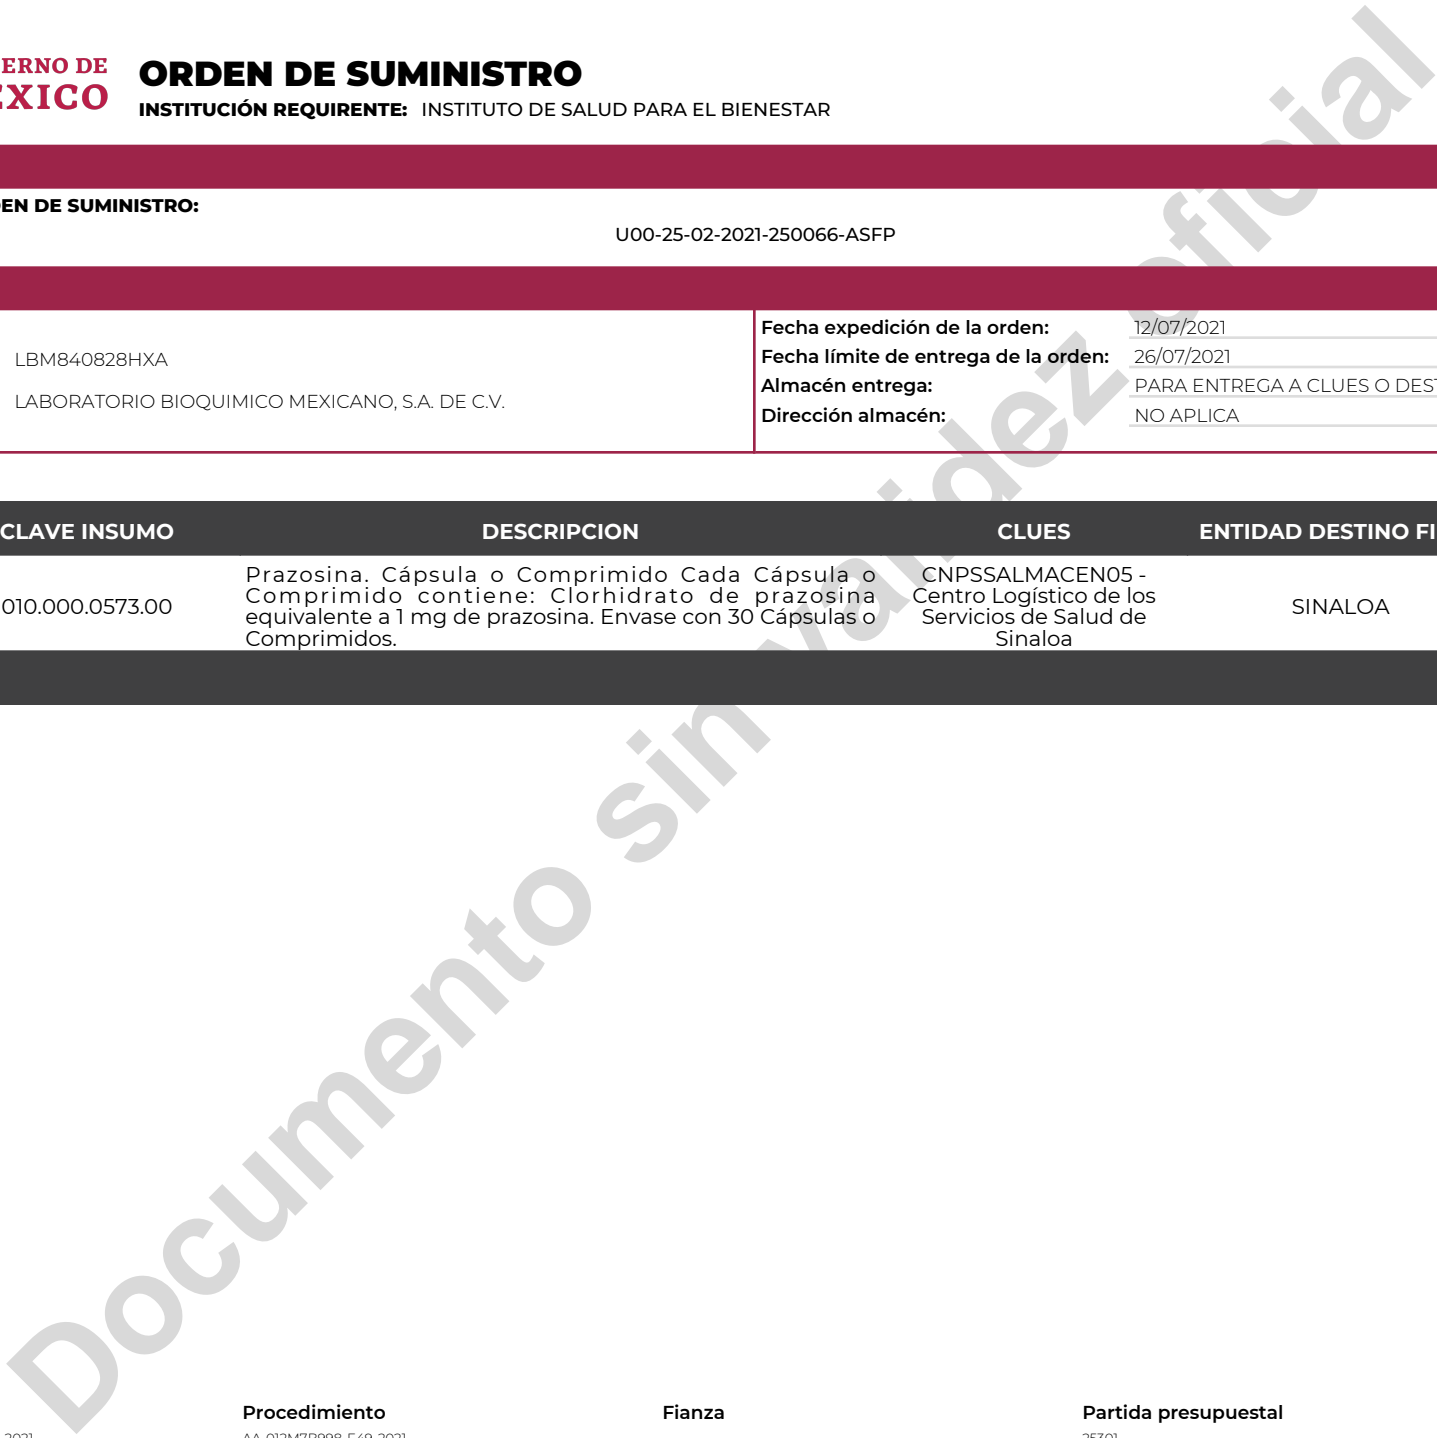 ERNO DE
EXICO
ORDEN DE SUMINISTRO
INSTITUCIÓN REQUIRENTE: INSTITUTO DE SALUD PARA EL BIENESTAR
EN DE SUMINISTRO:
U00-25-02-2021-250066-ASFP
LBM840828HXA
LABORATORIO BIOQUIMICO MEXICANO, S.A. DE C.V.
Fecha expedición de la orden: 12/07/2021
Fecha límite de entrega de la orden: 26/07/2021
Almacén entrega: PARA ENTREGA A CLUES O DEST
Dirección almacén: NO APLICA
CLAVE INSUMO DESCRIPCION CLUES ENTIDAD DESTINO FI
010.000.0573.00
Prazosina. Cápsula o Comprimido Cada Cápsula o
Comprimido contiene: Clorhidrato de prazosina
equivalente a 1 mg de prazosina. Envase con 30 Cápsulas o
Comprimidos.
CNPSSALMACEN05 -
Centro Logístico de los
Servicios de Salud de
Sinaloa
SINALOA
Documento sin validez oficial
Procedimiento Fianza Partida presupuestal